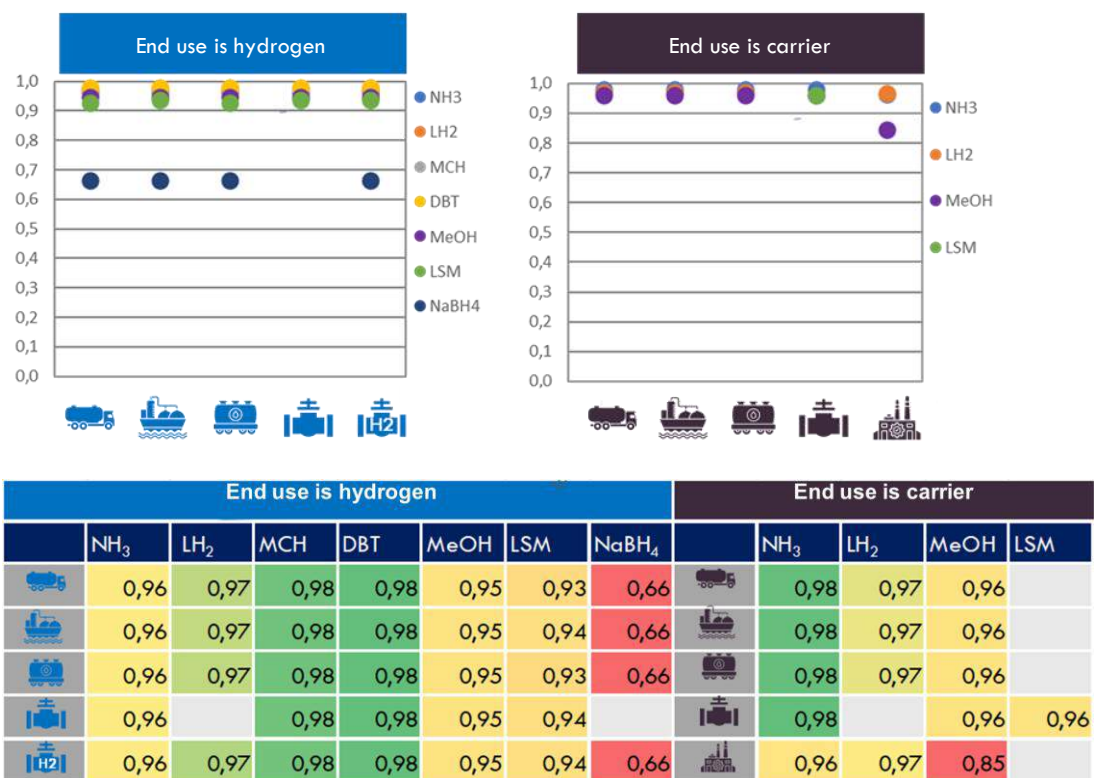 End use is hydrogen
1,0
0,9
0,8
0,7
0,6
0,5
0,4
0,3
0,2
0,1
0,0
NH3
LH2
MCH
DBT
MeOH
LSM
NaBH4
H2
End use is carrier
1,0
0,9
0,8
0,7
0,6
0,5
0,4
0,3
0,2
0,1
0,0
NH3
LH2
MeOH
LSM
End use is hydrogen End use is carrier
NH₃ LH₂ MCH DBT MeOH LSM NaBH₄ NH₃ LH₂ MeOH LSM
0,96 0,97 0,98 0,98 0,95 0,93 0,66 0,98 0,97 0,96
0,96 0,97 0,98 0,98 0,95 0,94 0,66 0,98 0,97 0,96
0,96 0,97 0,98 0,98 0,95 0,93 0,66 0,98 0,97 0,96
0,96 0,98 0,98 0,95 0,94 0,98 0,96 0,96
H2 0,96 0,97 0,98 0,98 0,95 0,94 0,66 0,96 0,97 0,85